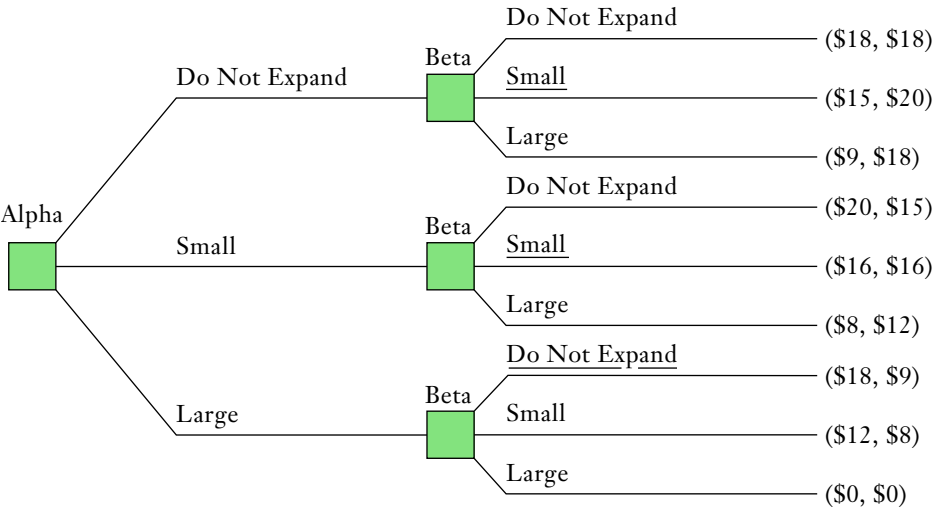 Do Not Expand
($18, $18)
Beta
Do Not Expand
Small
($15, $20)
Large
($9, $18)
Do Not Expand
($20, $15)
Alpha
Beta
Small
Small
($16, $16)
Large
($8, $12)
Do Not Expand
($18, $9)
Beta
Large
Small
($12, $8)
Large
($0, $0)